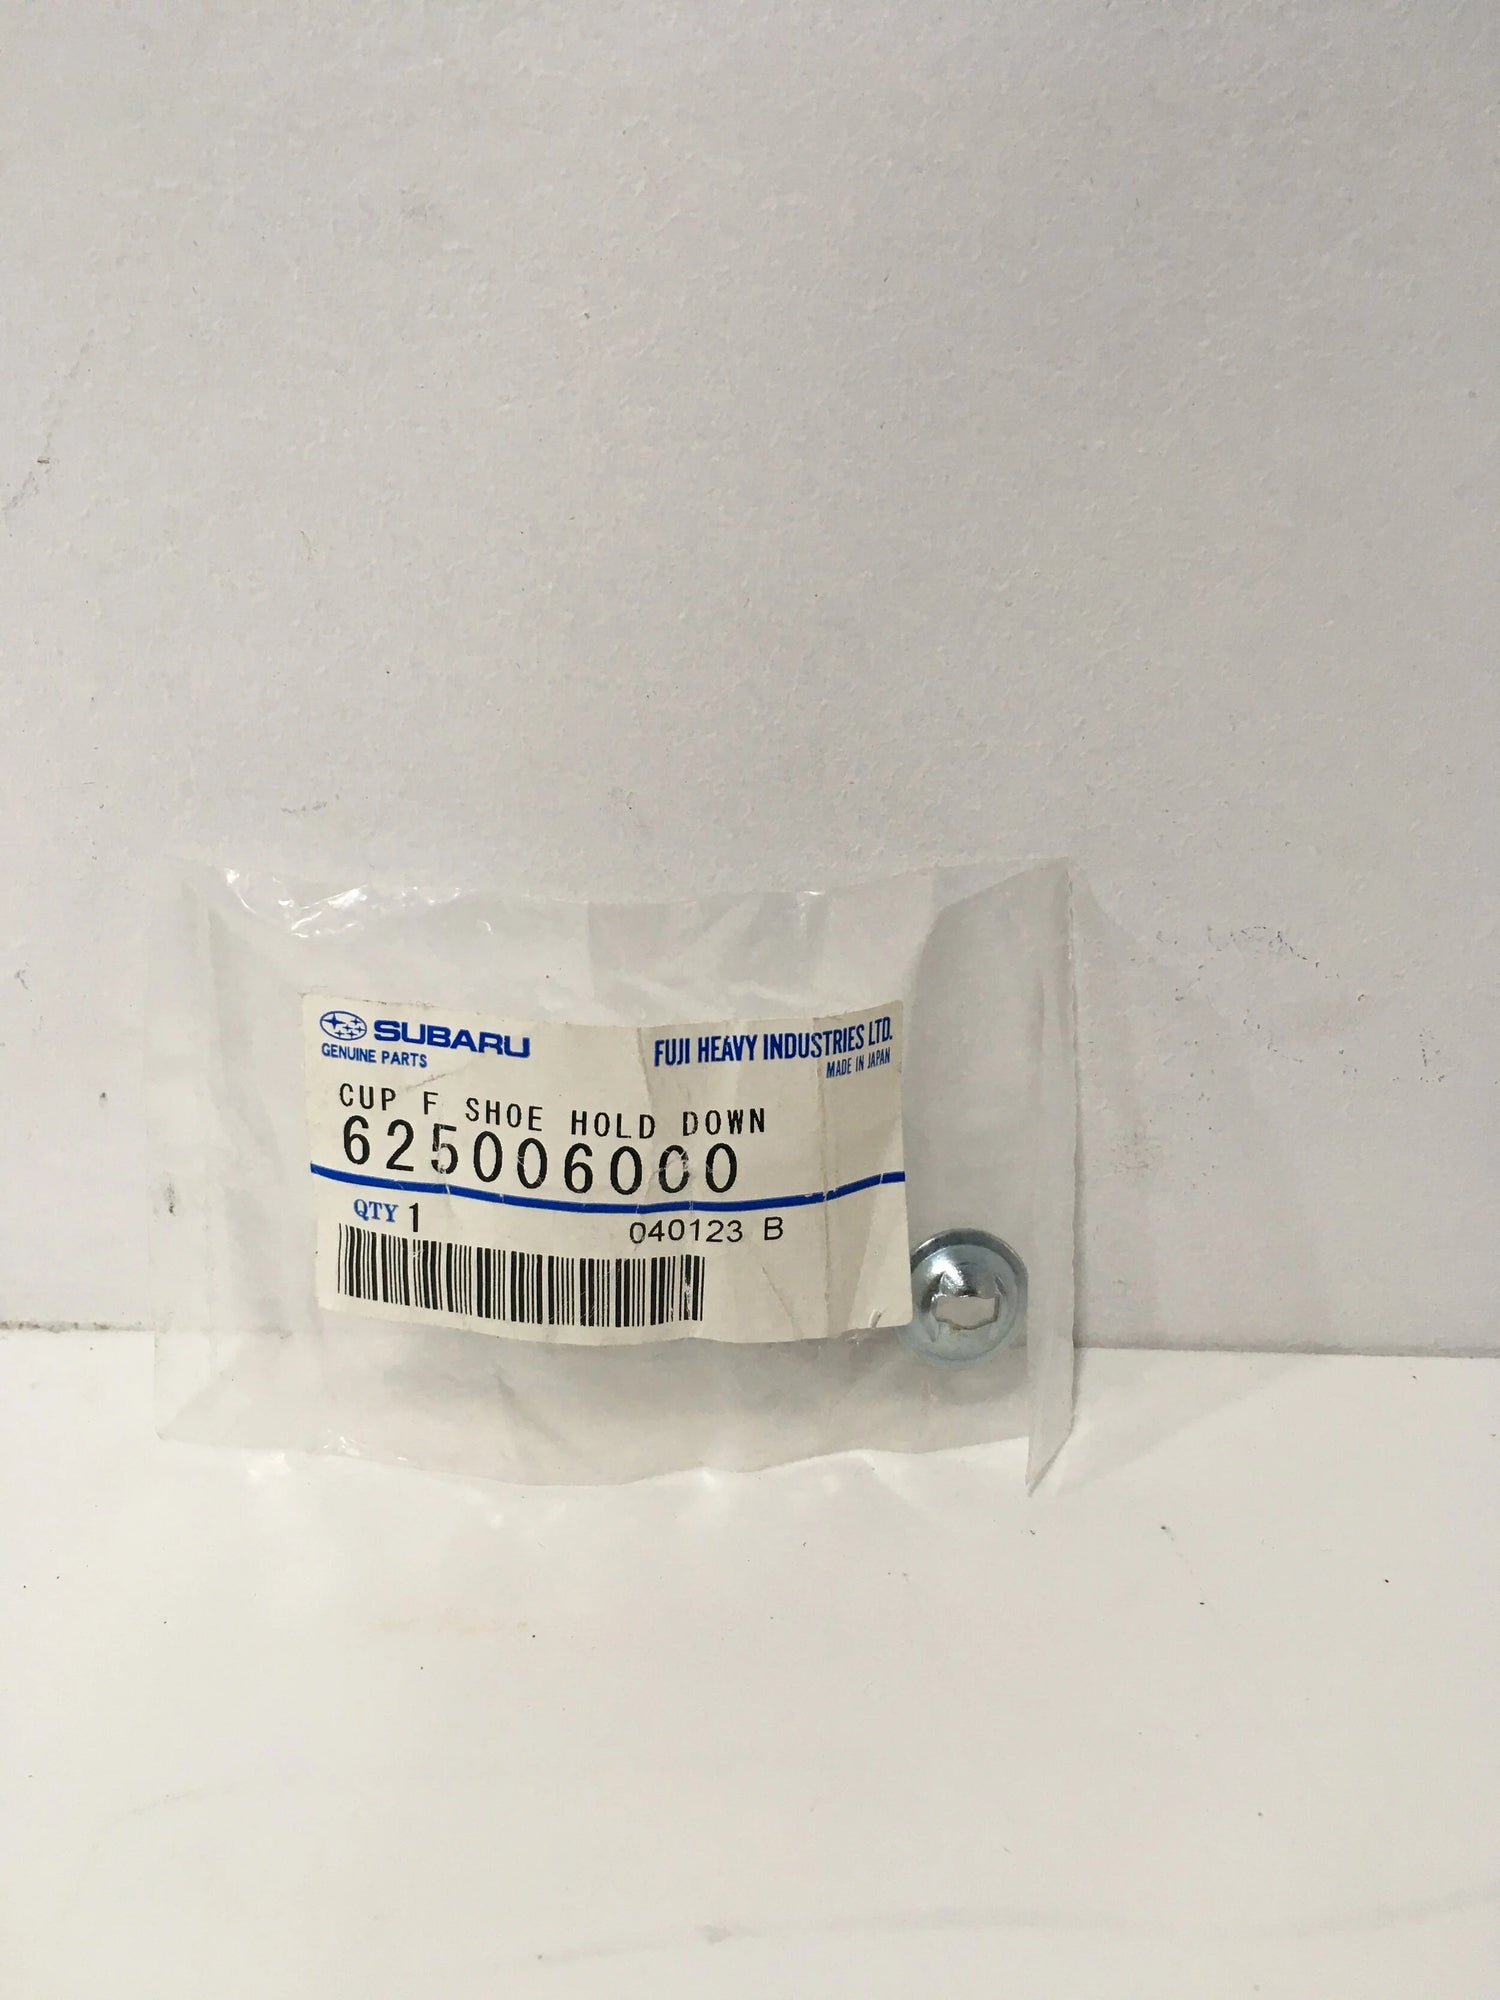 SUBARU
GENUINE PARTS
FUJI HEAVY INDUSTRIES LTD.
MADE IN JAPAN
CUP F SHOE HOLD DOWN
625006000
QTY 1
040123 B